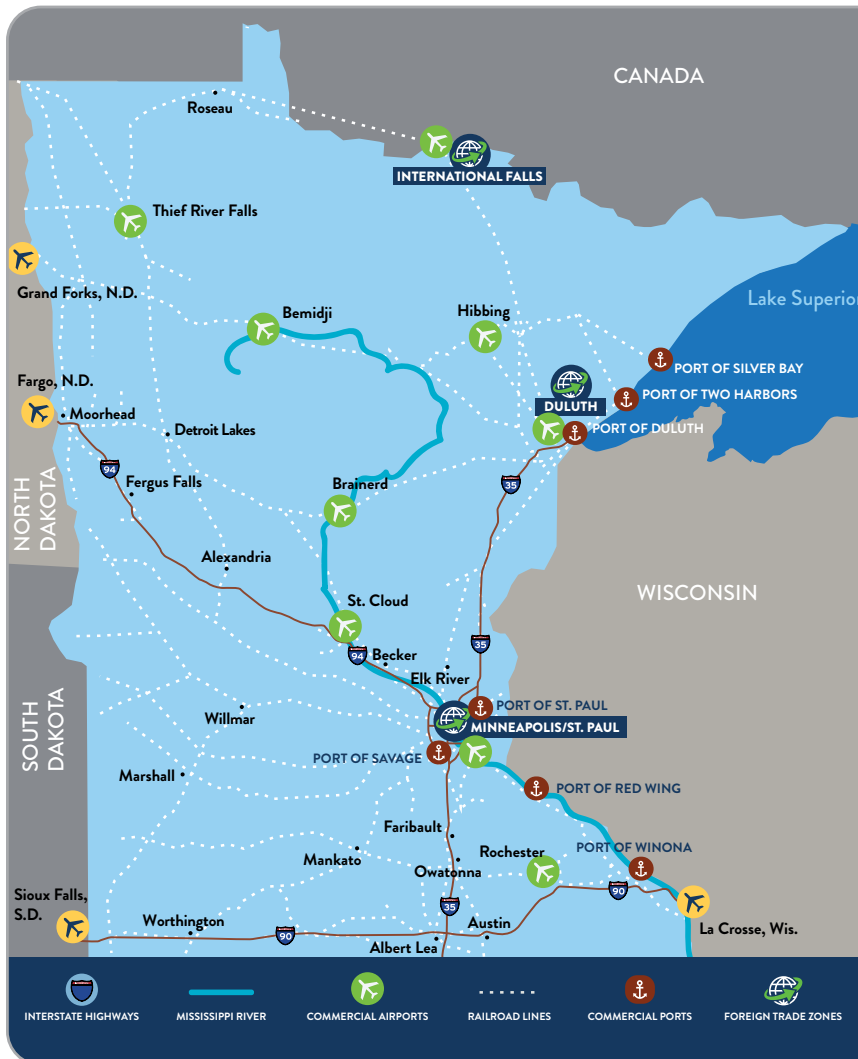 CANADA
Roseau
INTERNATIONAL FALLS
Thief River Falls
Grand Forks, N.D.
Lake Superior
Bemidji
Hibbing
PORT OF SILVER BAY
Fargo, N.D.
DULUTH
PORT OF TWO HARBORS
Moorhead
PORT OF DULUTH
Detroit Lakes
94
Fergus Falls
Brainerd
35
NORTH
DAKOTA
Alexandria
WISCONSIN
St. Cloud
35
94
Becker
Elk River
SOUTH
DAKOTA
Willmar
PORT OF ST. PAUL
MINNEAPOLIS/ST. PAUL
PORT OF SAVAGE
Marshall
PORT OF RED WING
Faribault
Mankato
Owatonna
Rochester
PORT OF WINONA
Sioux Falls,
S.D.
90
35
Worthington
90
Austin
Albert Lea
La Crosse, Wis.
INTERSTATE HIGHWAYS
MISSISSIPPI RIVER
COMMERCIAL AIRPORTS
RAILROAD LINES
COMMERCIAL PORTS
FOREIGN TRADE ZONES